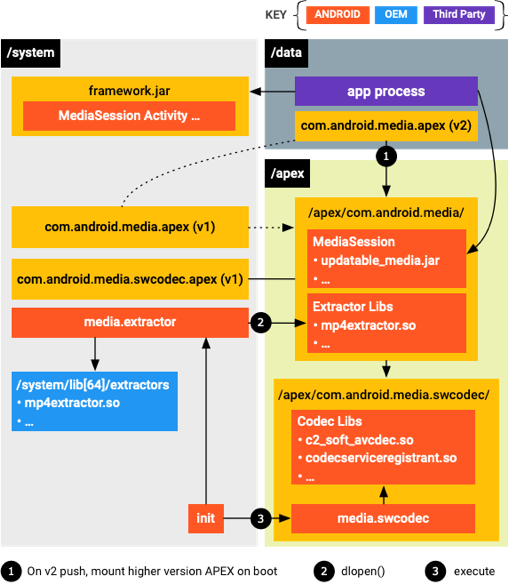 KEY
ANDROID
OEM
Third Party
/system
/data
framework.jar
MediaSession Activity ...
app process
com.android.media.apex (v2)
1
/apex
com.android.media.apex (v1)
com.android.media.swcodec.apex (v1)
media.extractor
2
/apex/com.android.media/
MediaSession
• updatable_media.jar
• ...
Extractor Libs
• mp4extractor.so
• ...
/system/lib[64]/extractors
• mp4extractor.so
• ...
/apex/com.android.media.swcodec/
Codec Libs
• c2_soft_avcdec.so
• codecserviceregistrant.so
• ...
init
3
media.swcodec
1 On v2 push, mount higher version APEX on boot
2 dlopen()
3 execute